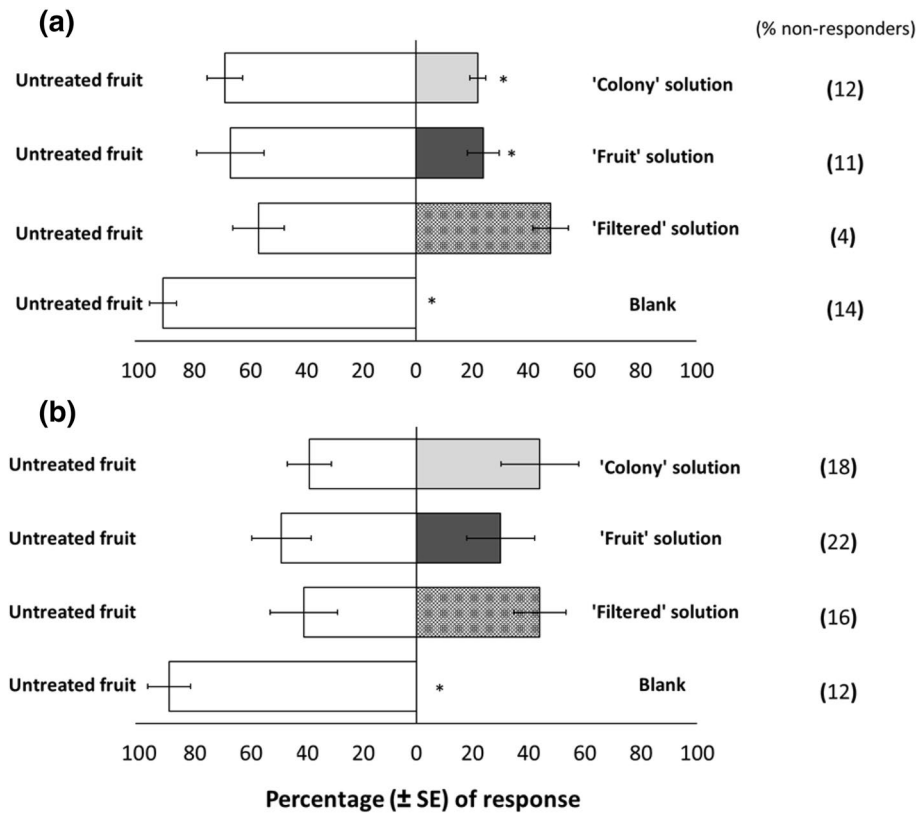 (a)
(% non-responders)
Untreated fruit * 'Colony' solution (12)
Untreated fruit * 'Fruit' solution (11)
Untreated fruit 'Filtered' solution (4)
Untreated fruit * Blank (14)
100 80 60 40 20 0 20 40 60 80 100
(b)
Untreated fruit 'Colony' solution (18)
Untreated fruit 'Fruit' solution (22)
Untreated fruit 'Filtered' solution (16)
Untreated fruit * Blank (12)
100 80 60 40 20 0 20 40 60 80 100
Percentage (± SE) of response